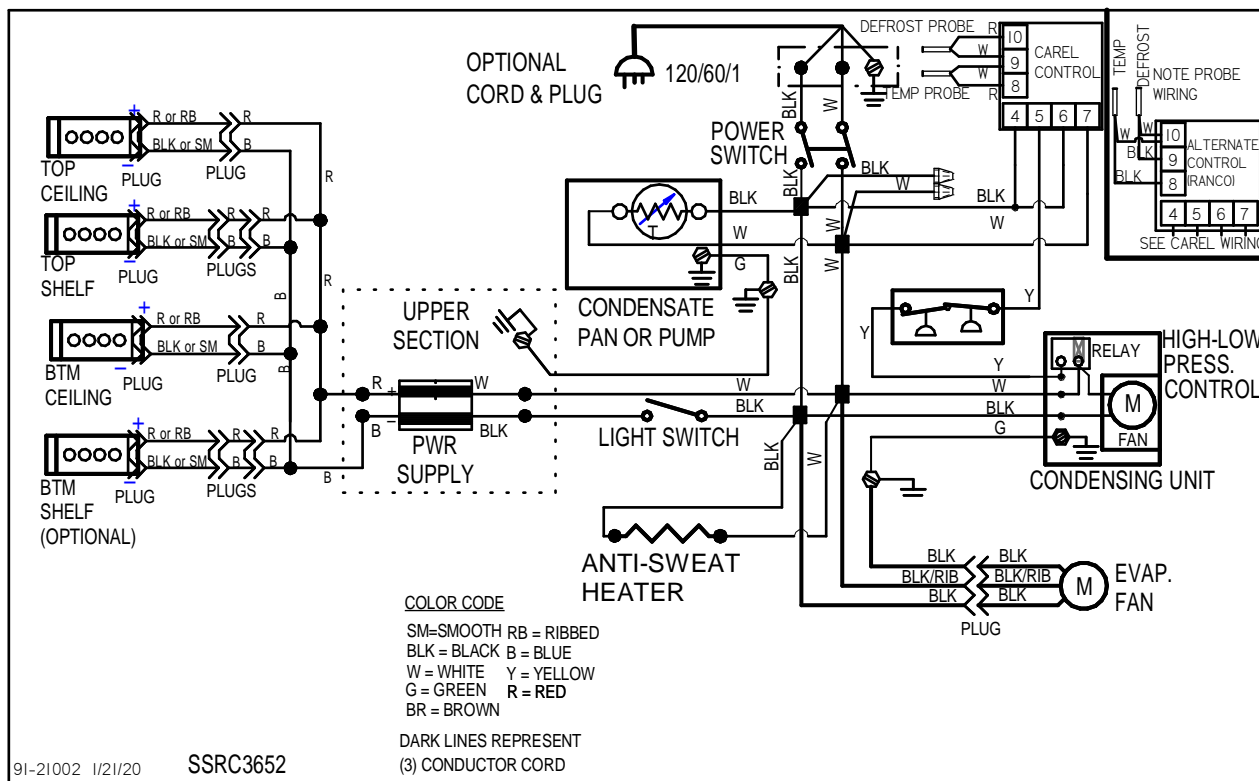 OPTIONAL
CORD & PLUG
120/60/1
DEFROST PROBE
R
W
W
TEMP PROBE
R
10
9
8
CAREL
CONTROL
4 5 6 7
TEMP
DEFROST
NOTE PROBE
WIRING
W
W
BLK
BLK
10
9
8
ALTERNATE
CONTROL
(RANCO)
4 5 6 7
SEE CAREL WIRING
BLK
W
POWER
SWITCH
BLK
BLK
W
BLK
W
W
BLK
W
BLK
W
T
BLK
W
G
CONDENSATE
PAN OR PUMP
+
R or RB
R
BLK or SM
B
–
TOP
CEILING
PLUG
PLUG
R
+
R or RB
R
R
BLK or SM
B
B
–
TOP
SHELF
PLUG
PLUGS
B
R
+
R or RB
R
BLK or SM
B
–
BTM
CEILING
PLUG
PLUG
B
+
R or RB
R
R
BLK or SM
B
B
–
BTM
SHELF
(OPTIONAL)
PLUG
PLUGS
B
UPPER
SECTION
R
+
W
B
–
BLK
PWR
SUPPLY
W
BLK
LIGHT SWITCH
BLK
W
ANTI-SWEAT
HEATER
Y
Y
Y
W
BLK
G
M
RELAY
M
FAN
HIGH-LOW
PRESS.
CONTROL
CONDENSING UNIT
BLK
BLK
BLK/RIB
BLK/RIB
BLK
BLK
PLUG
M
EVAP.
FAN
COLOR CODE
SM=SMOOTH RB = RIBBED
BLK = BLACK B = BLUE
W = WHITE Y = YELLOW
G = GREEN R = RED
BR = BROWN
DARK LINES REPRESENT
(3) CONDUCTOR CORD
91-21002 1/21/20
SSRC3652